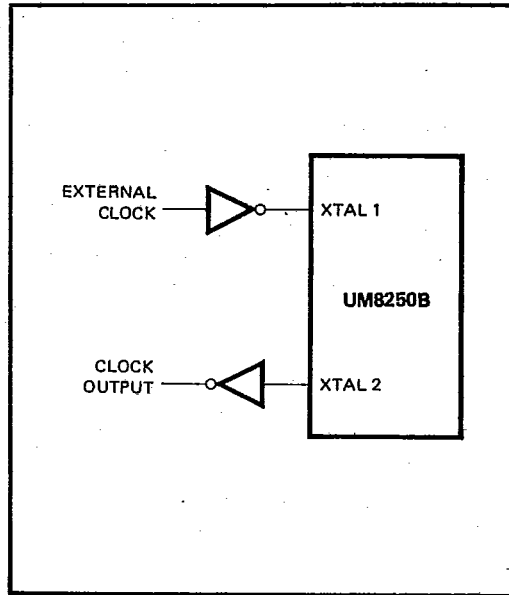 EXTERNAL
CLOCK
XTAL 1
UM8250B
CLOCK
OUTPUT
XTAL 2